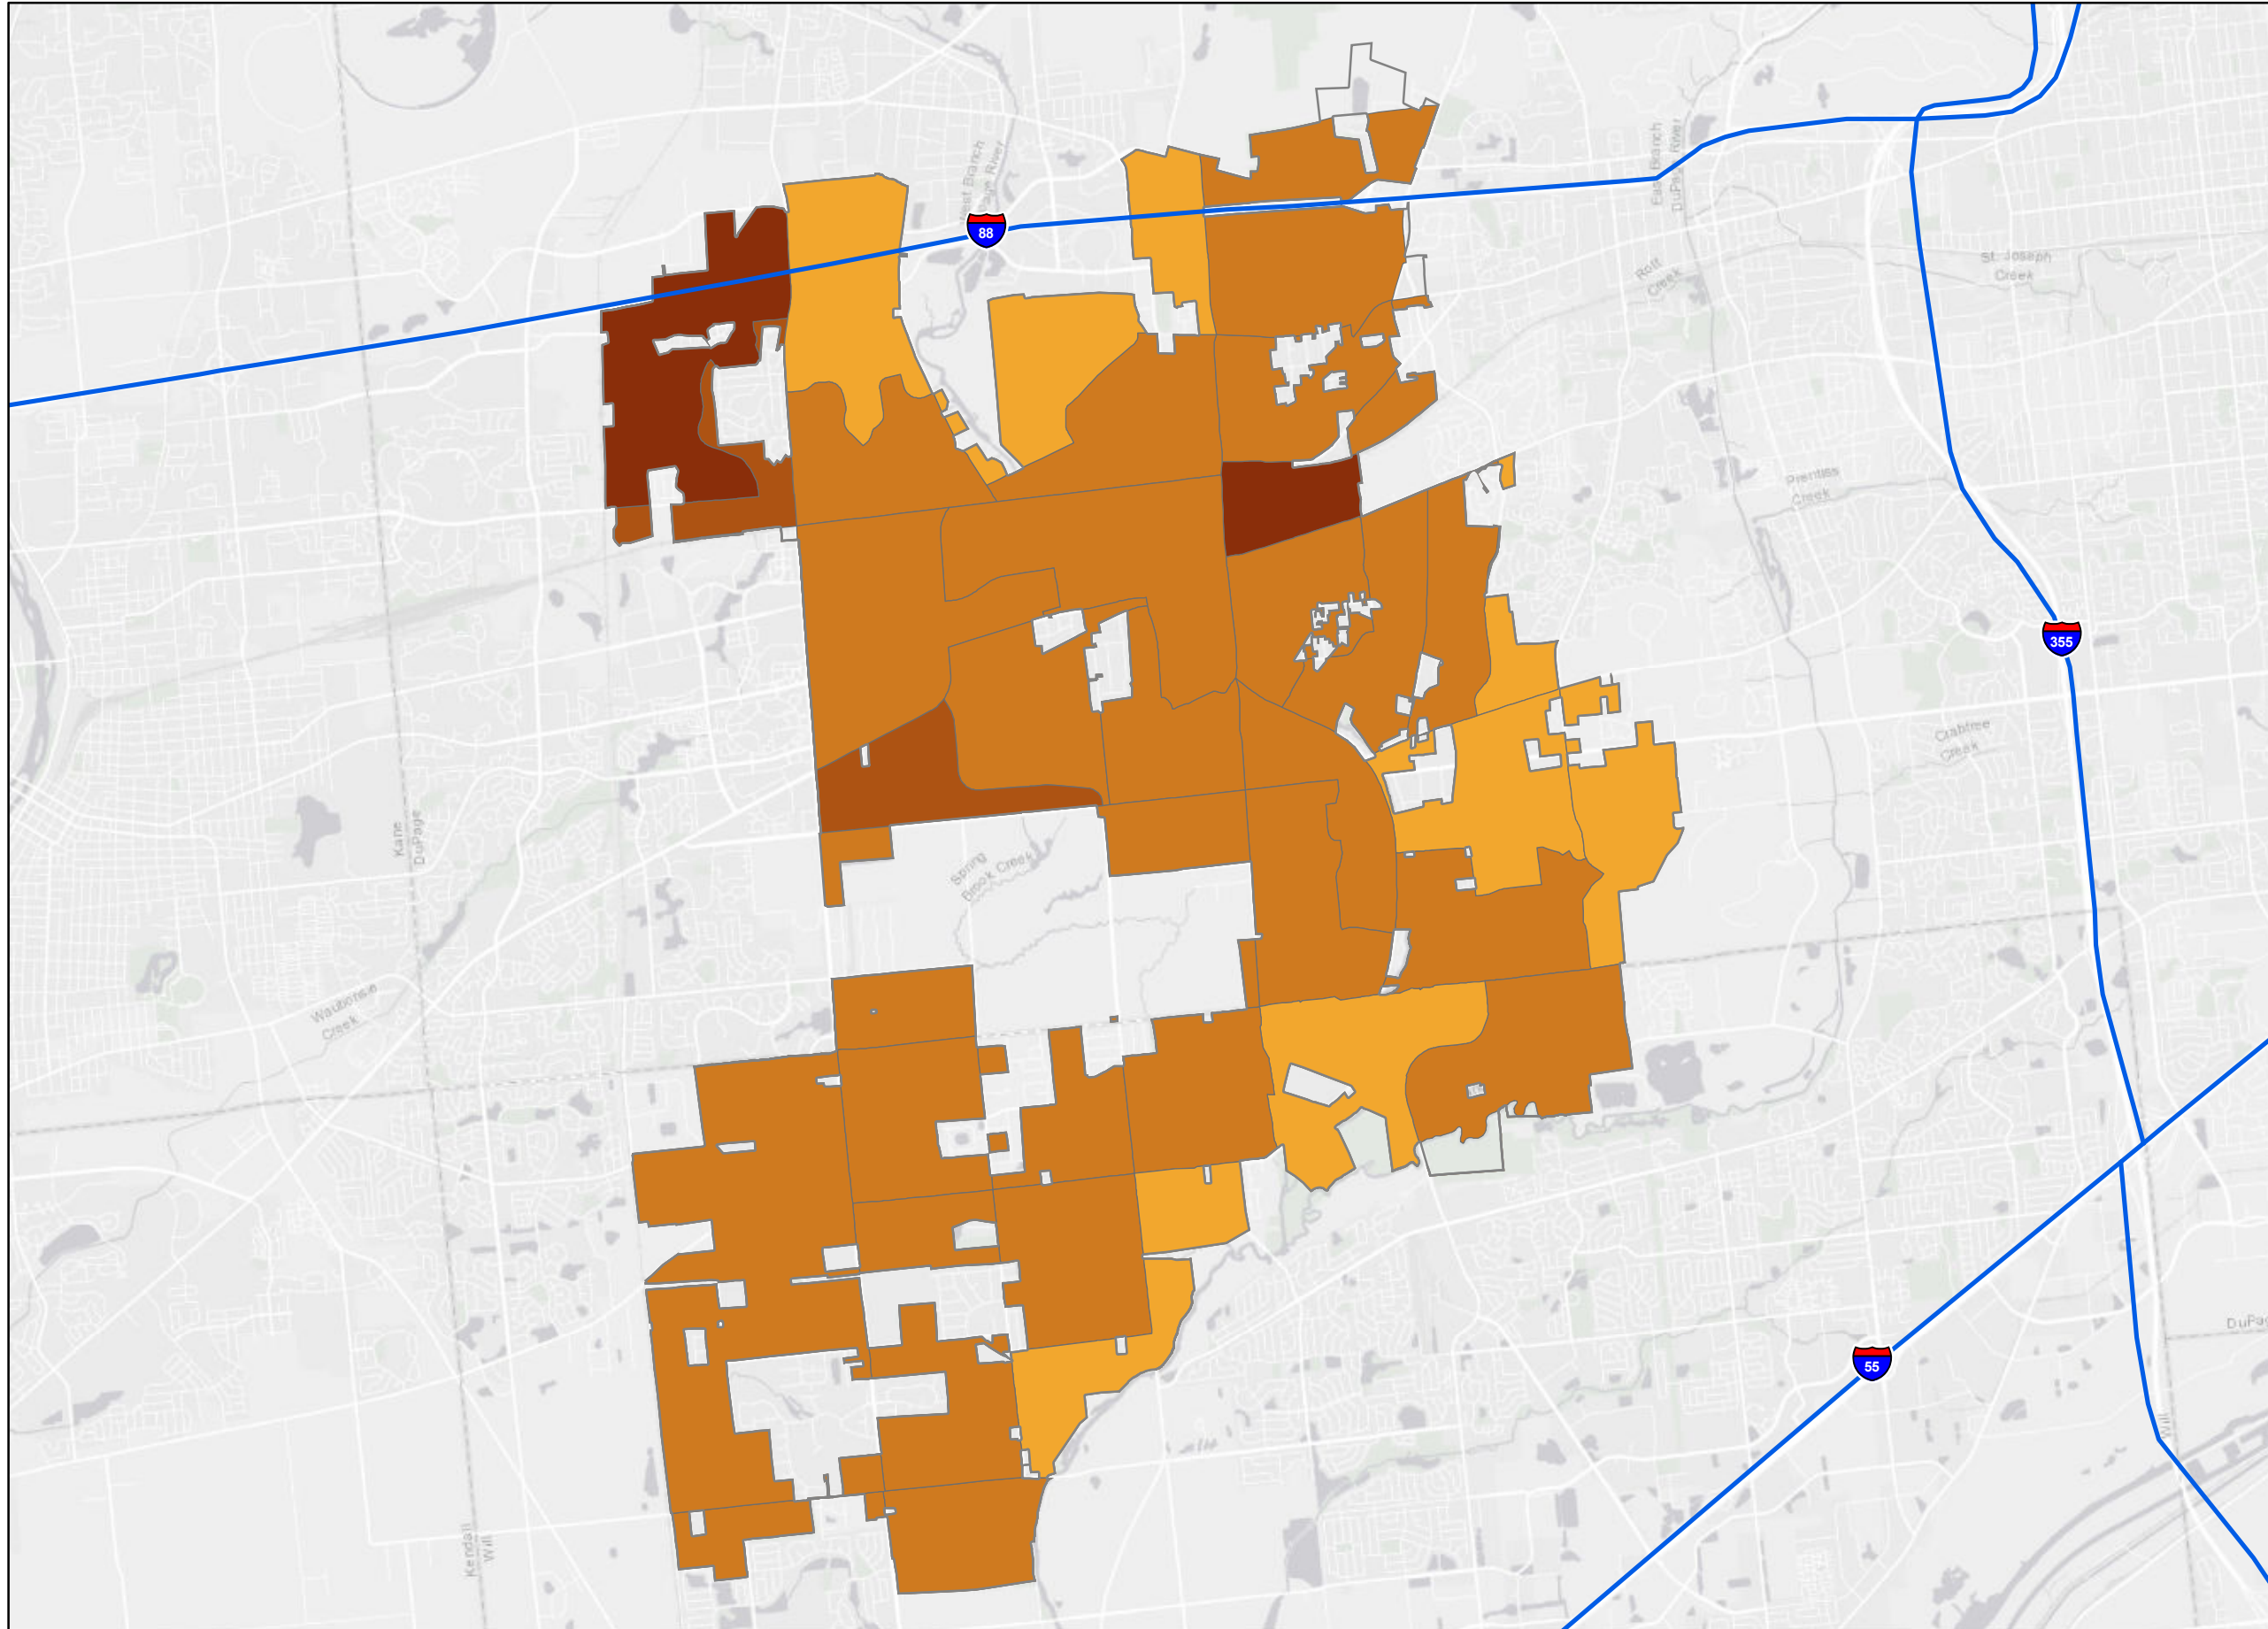 West Branch
DuPage River
88
East Branch
DuPage River
St. Joseph
Creek
Rott
Creek
Prentiss
Creek
355
Crabtree
Creek
Kane
DuPage
Spring
Brook Creek
Waubonsie
Creek
DuPag
55
Will
Kendall
Will